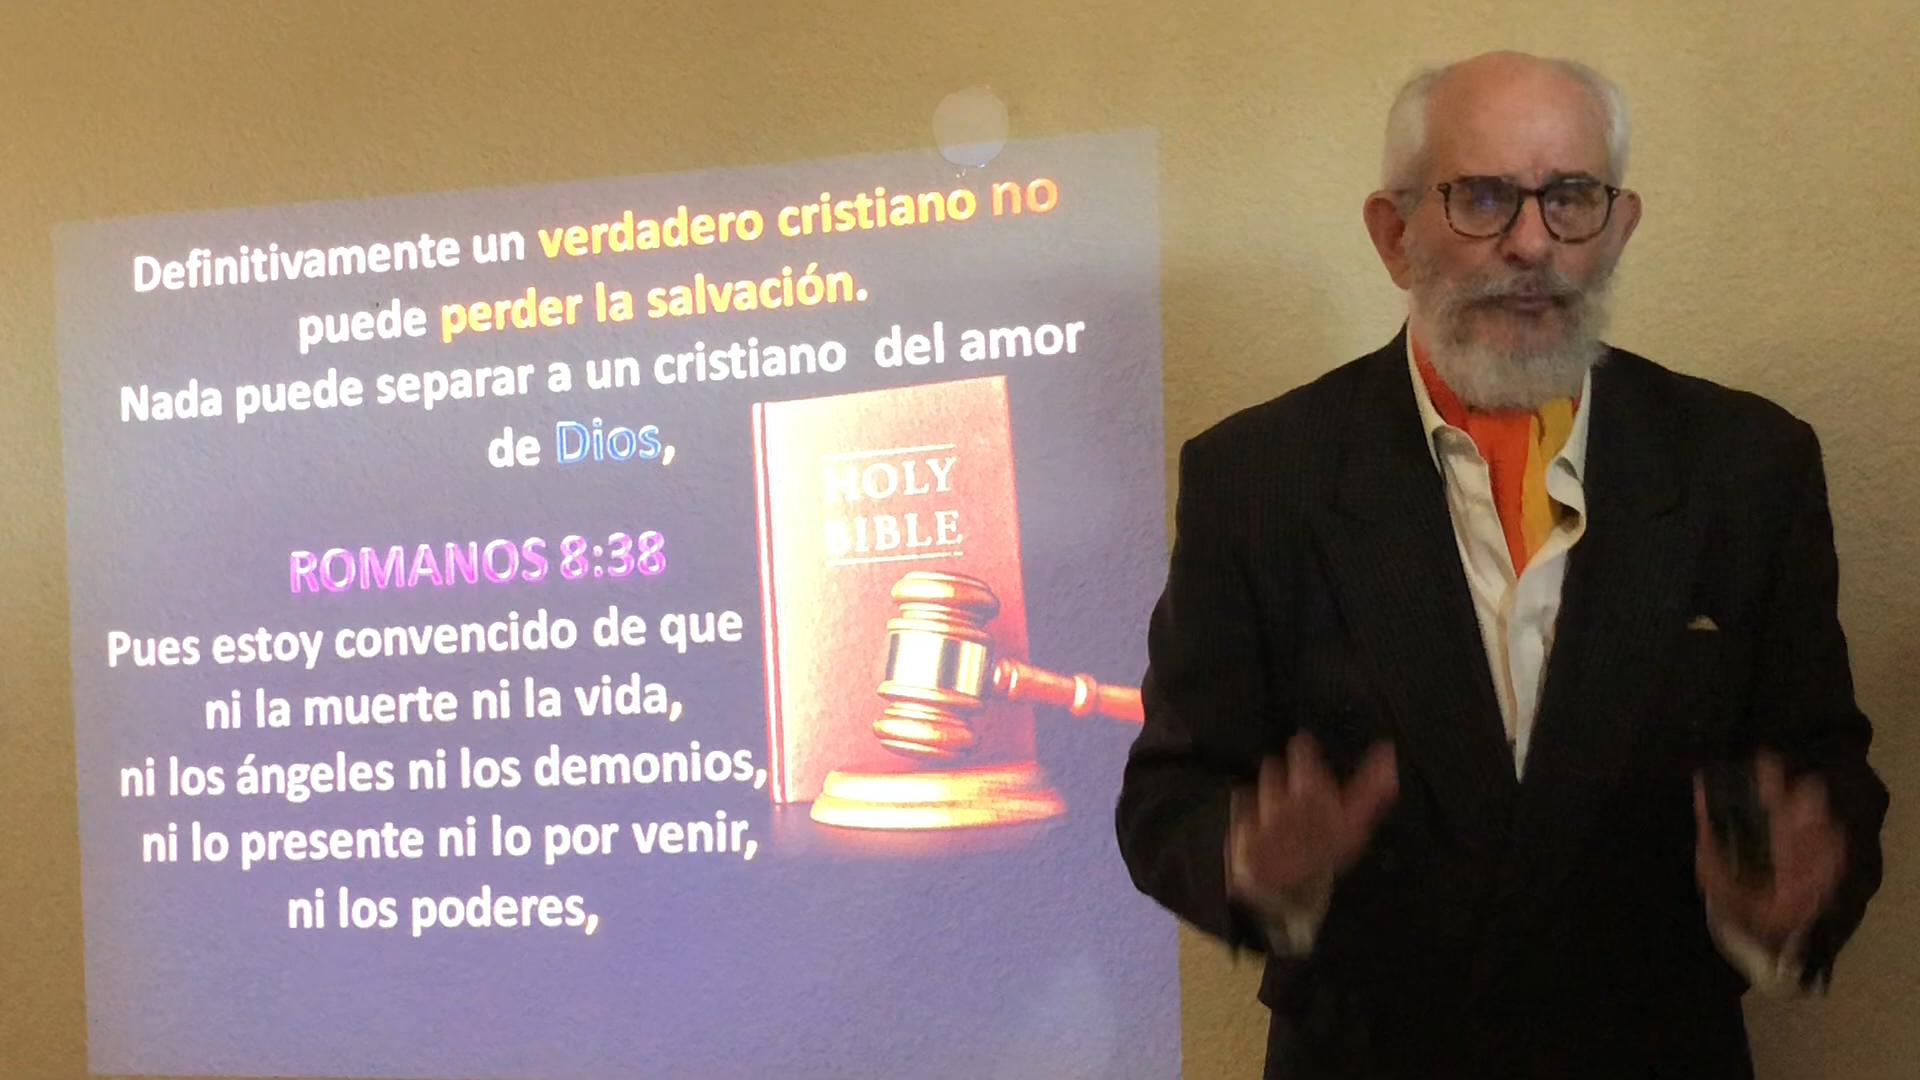 Definitivamente un verdadero cristiano no
puede perder la salvación.
Nada puede separar a un cristiano del amor
de Dios,
HOLY
BIBLE
ROMANOS 8:38
Pues estoy convencido de que
ni la muerte ni la vida,
ni los ángeles ni los demonios,
ni lo presente ni lo por venir,
ni los poderes,